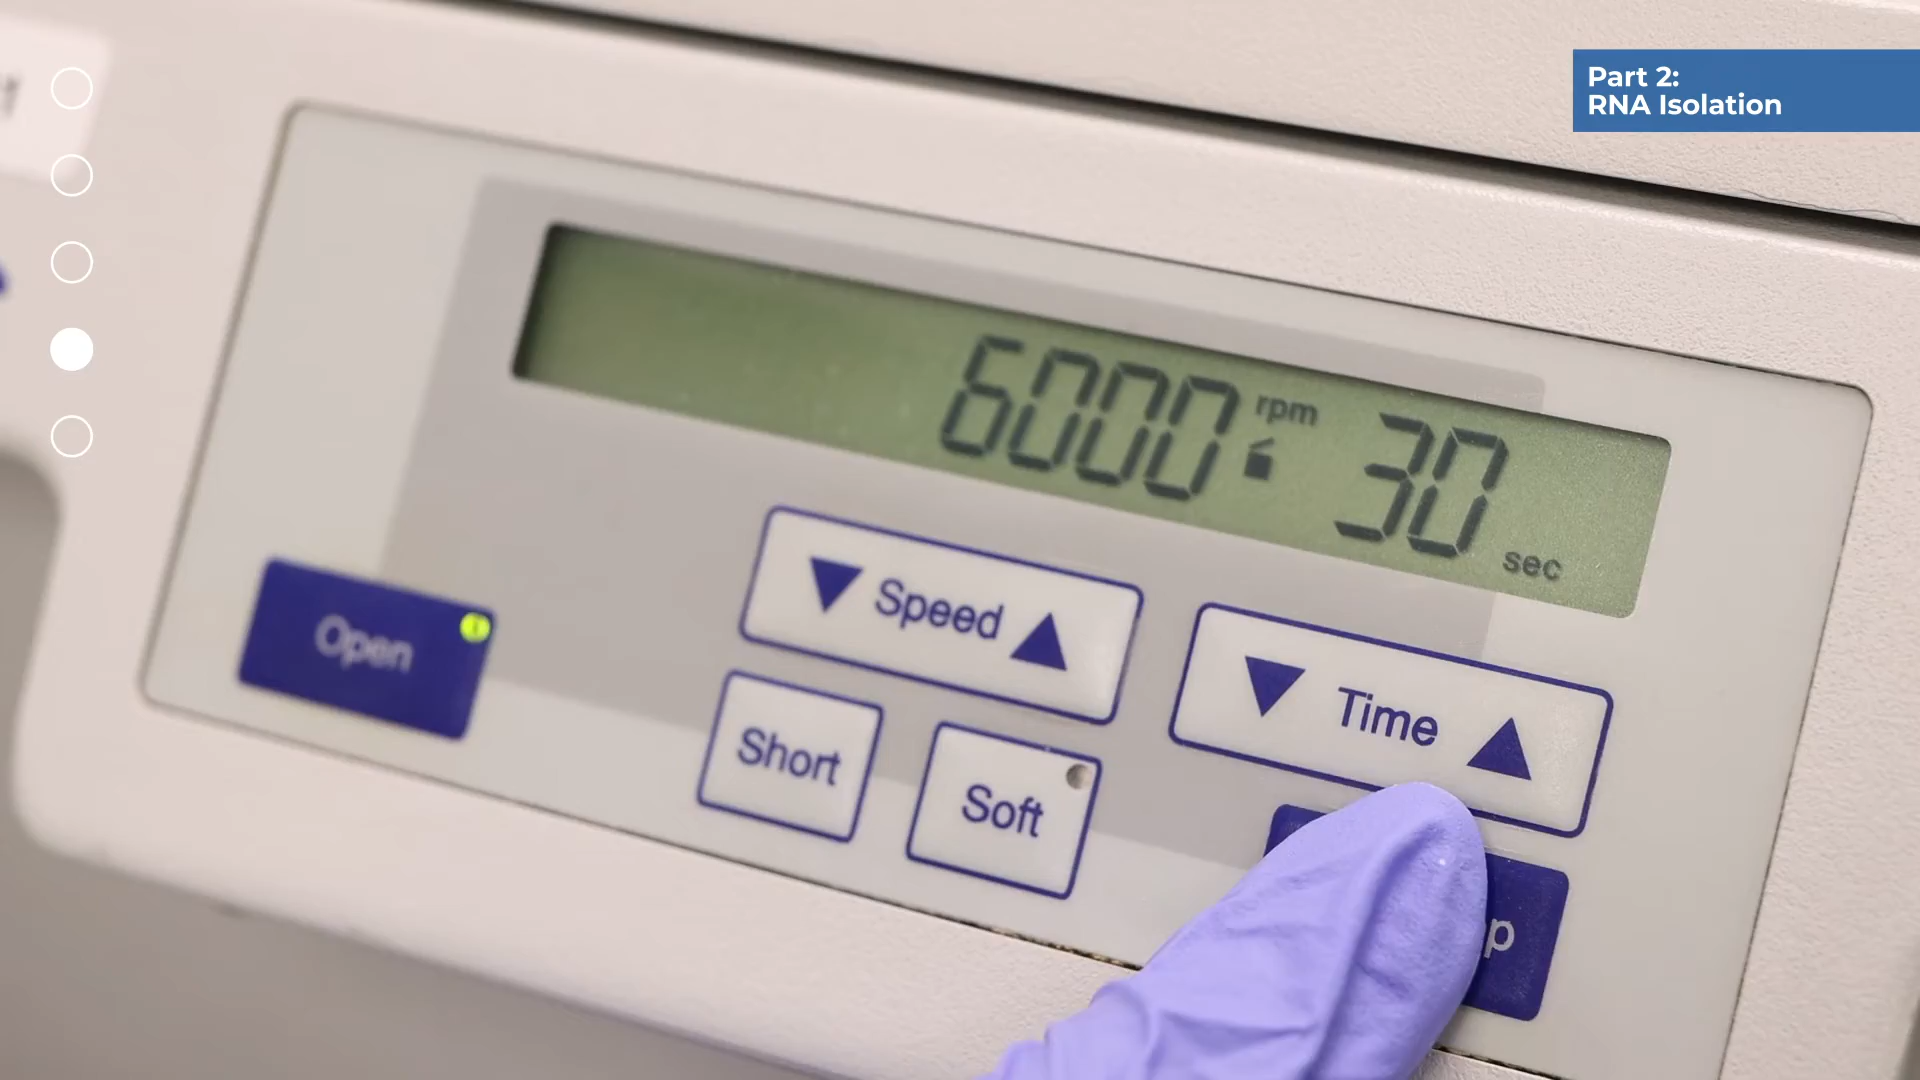 Part 2:
RNA Isolation
6000 rpm 30 sec
Speed
Time
Open
Short
Soft
p